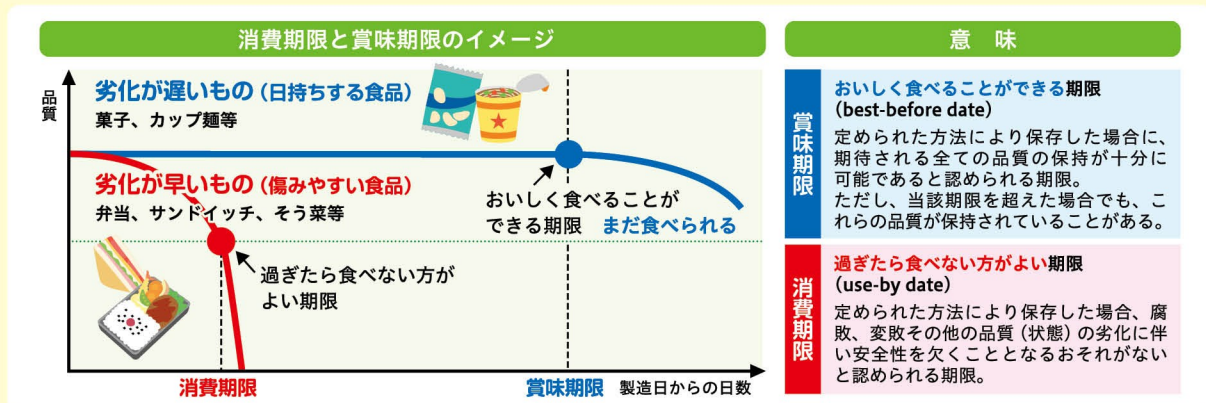 消費期限と賞味期限のイメージ
品質
劣化が遅いもの（日持ちする食品）
菓子、カップ麺等
劣化が早いもの（傷みやすい食品）
弁当、サンドイッチ、そう菜等
おいしく食べることが
できる期限 まだ食べられる
過ぎたら食べない方が
よい期限
消費期限
賞味期限
製造日からの日数
意 味
賞味期限
おいしく食べることができる期限
(best-before date)
定められた方法により保存した場合に、
期待される全ての品質の保持が十分に
可能であると認められる期限。
ただし、当該期限を超えた場合でも、こ
れらの品質が保持されていることがある。
消費期限
過ぎたら食べない方がよい期限
(use-by date)
定められた方法により保存した場合、腐
敗、変敗その他の品質（状態）の劣化に伴
い安全性を欠くこととなるおそれがない
と認められる期限。